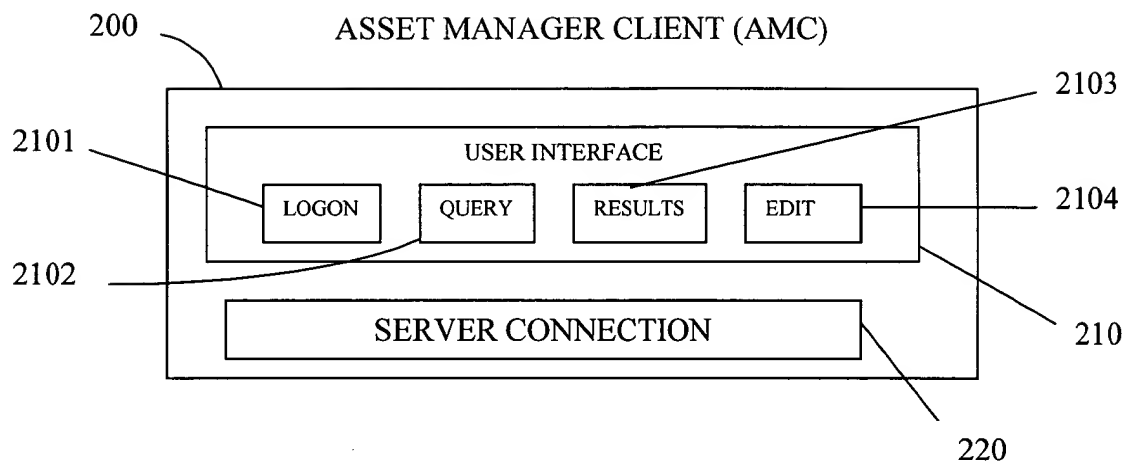 200
ASSET MANAGER CLIENT (AMC)
2103
2101
USER INTERFACE
LOGON
QUERY
RESULTS
EDIT
2104
2102
SERVER CONNECTION
210
220